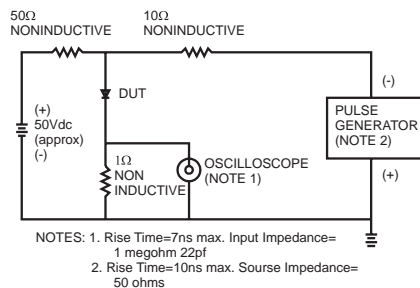 50Ω
NONINDUCTIVE
10Ω
NONINDUCTIVE
(+)
50Vdc
(approx)
(-)
DUT
1Ω
NON
INDUCTIVE
OSCILLOSCOPE
(NOTE 1)
(-)
PULSE
GENERATOR
(NOTE 2)
(+)
NOTES: 1. Rise Time=7ns max. Input Impedance=
1 megohm 22pf
2. Rise Time=10ns max. Sourse Impedance=
50 ohms